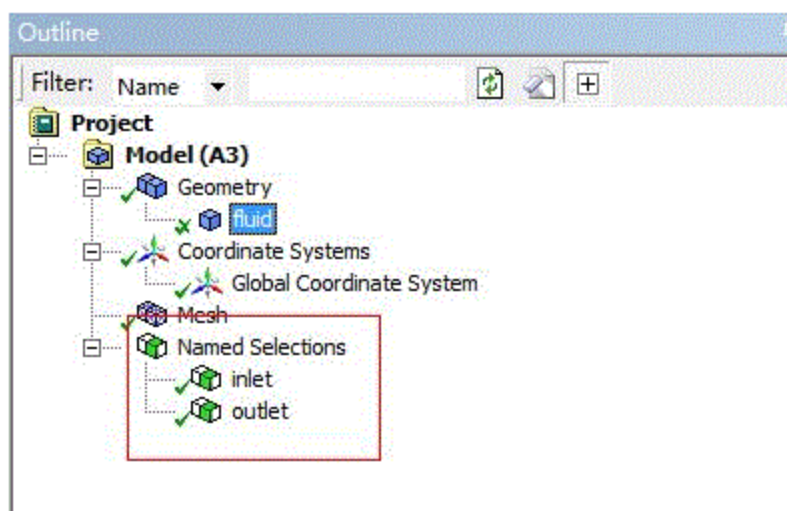 Outline
Filter: Name
Project
Model (A3)
Geometry
fluid
Coordinate Systems
Global Coordinate System
Mesh
Named Selections
inlet
outlet